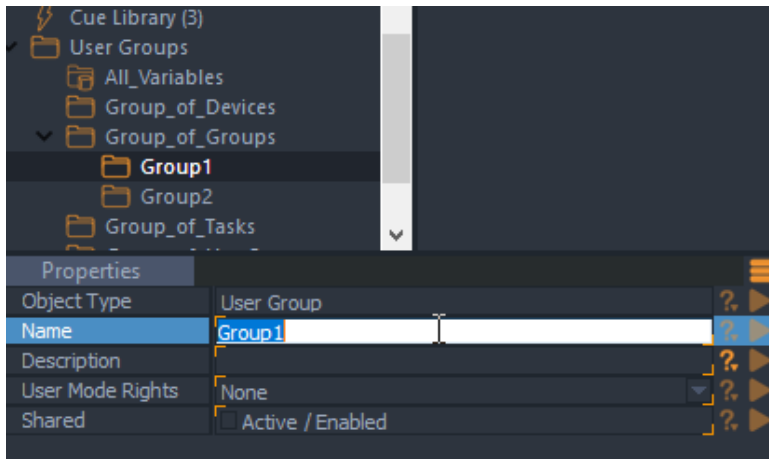 Cue Library (3)
User Groups
All_Variables
Group_of_Devices
Group_of_Groups
Group1
Group2
Group_of_Tasks
Properties
Object Type User Group
Name Group1
Description
User Mode Rights None
Shared Active / Enabled